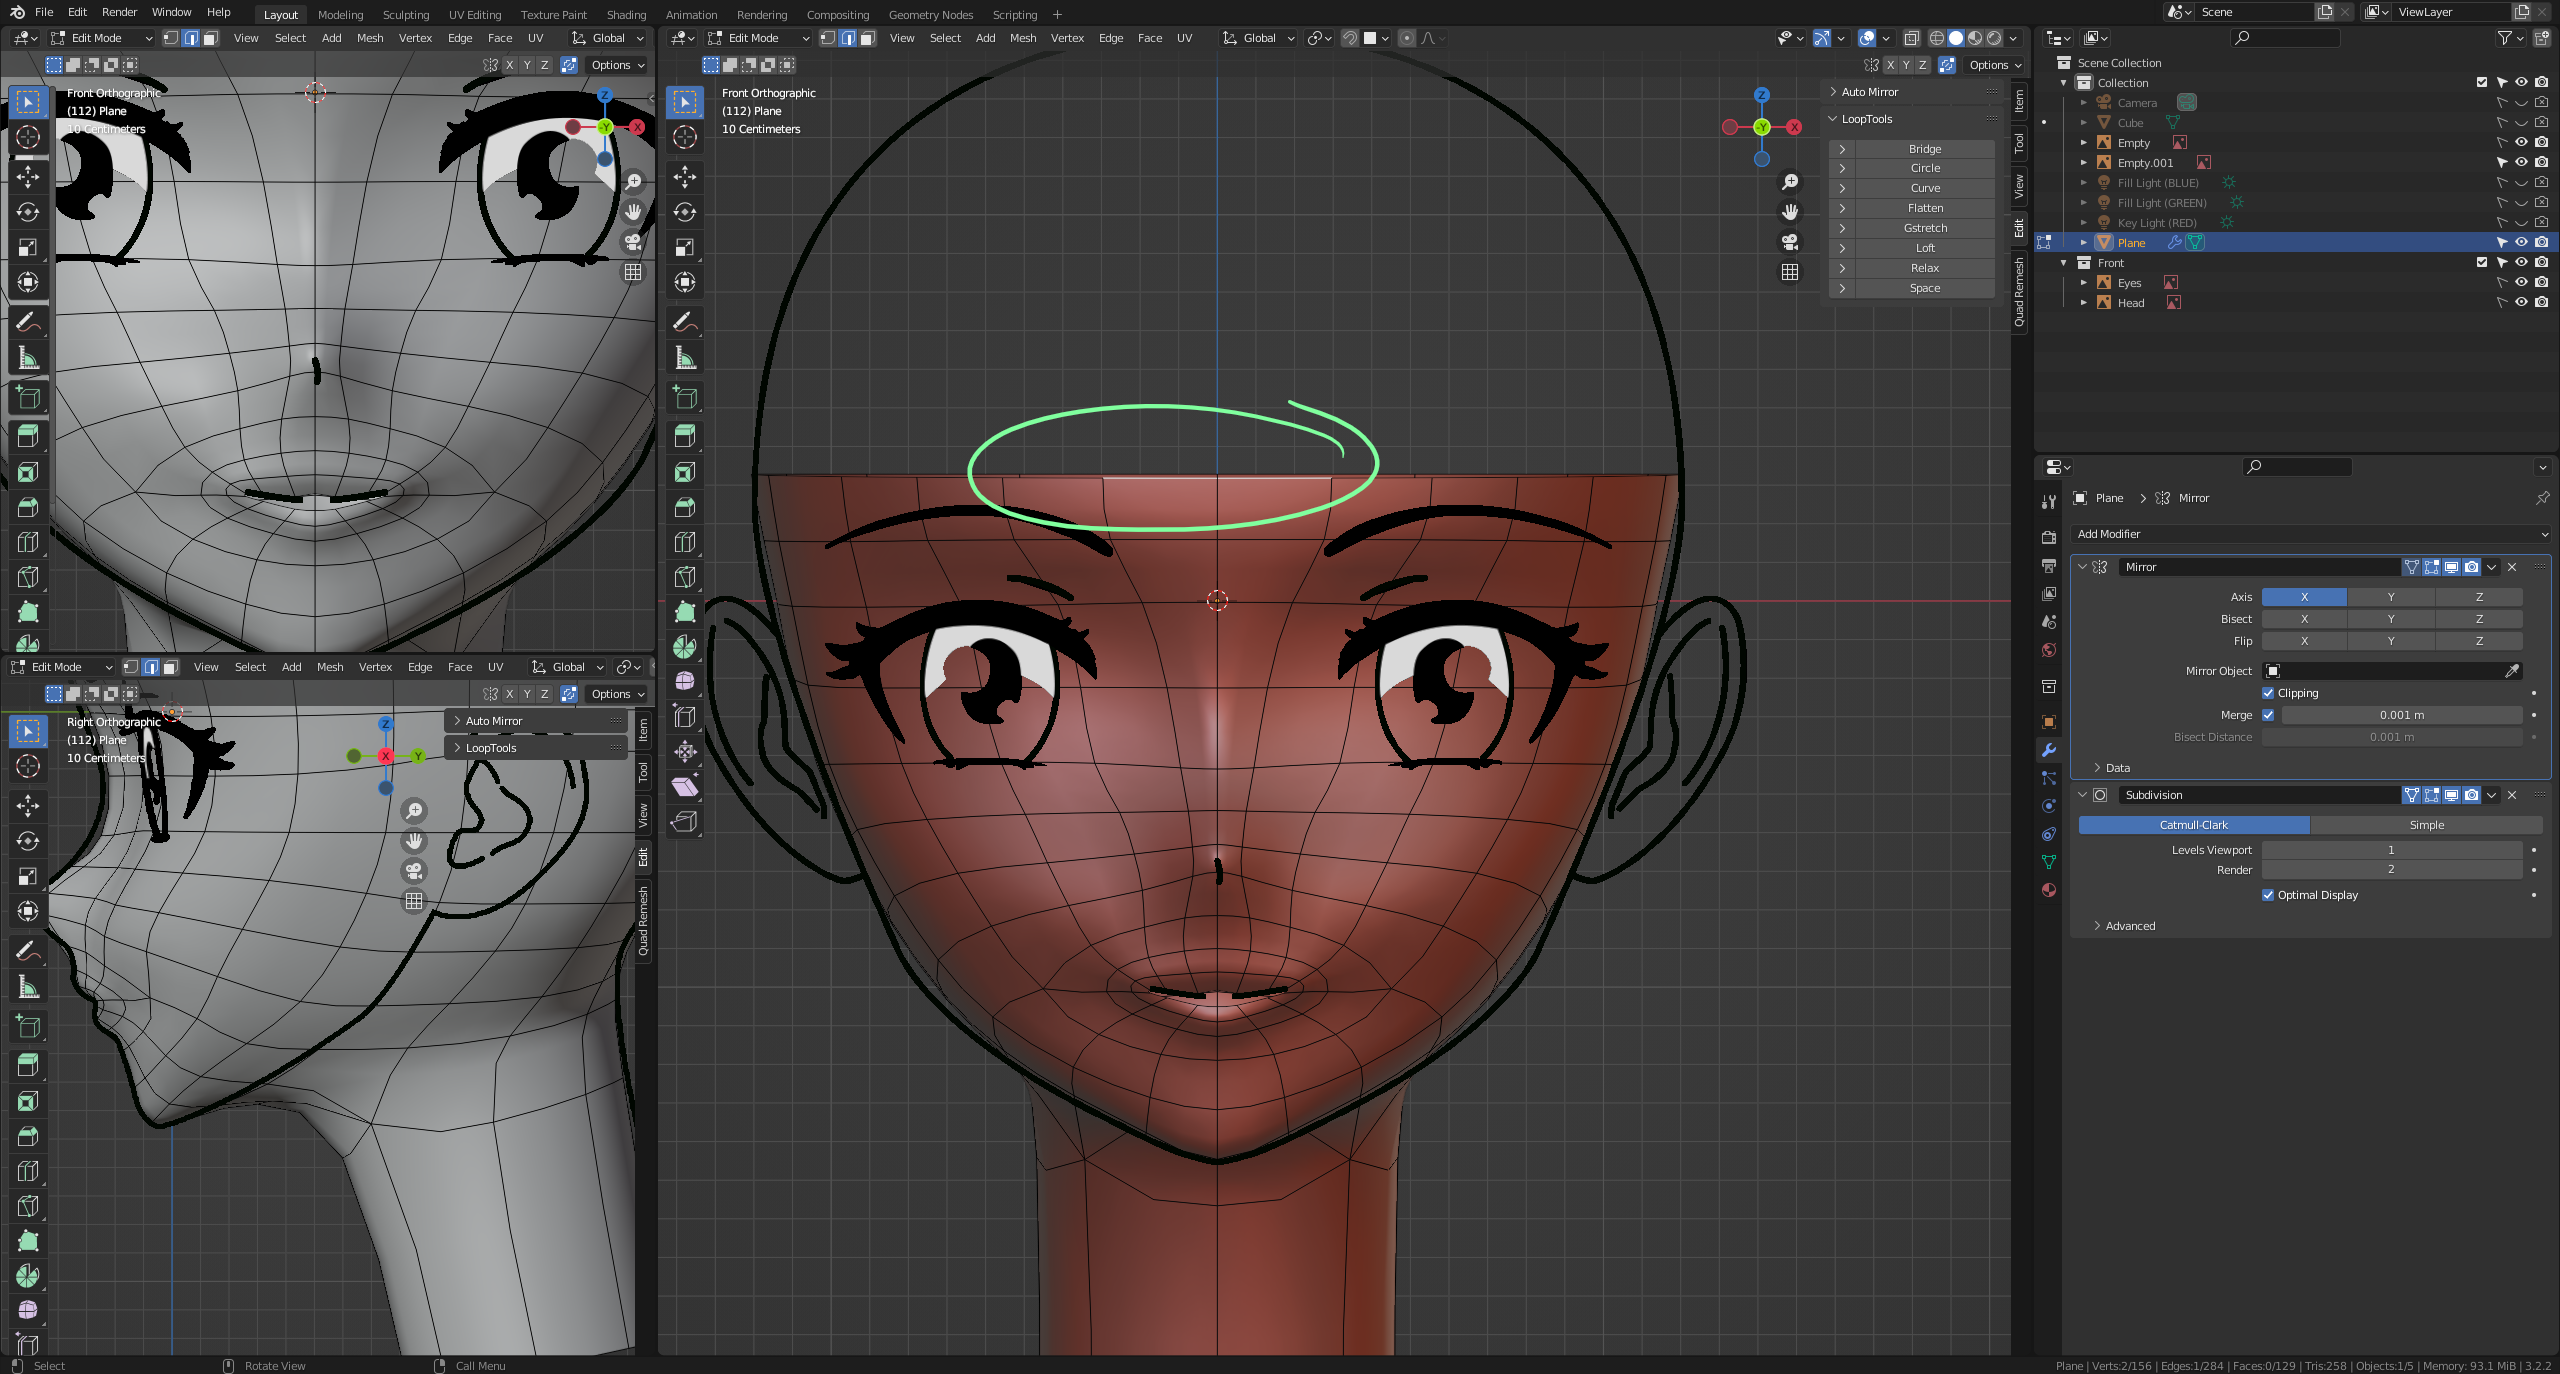 File Edit Render Window Help Layout Modeling Sculpting UV Editing Texture Paint Shading Animation Rendering Compositing Geometry Nodes Scripting + Scene ViewLayer
Edit Mode View Select Add Mesh Vertex Edge Face UV Global
X Y Z Options
Front Orthographic
(112) Plane
10 Centimeters
Z
-Y
X
Edit Mode View Select Add Mesh Vertex Edge Face UV Global
X Y Z Options
Front Orthographic
(112) Plane
10 Centimeters
Z
-Y
X
Auto Mirror
LoopTools
Bridge
Circle
Curve
Flatten
Gstretch
Loft
Relax
Space
Item
Tool
View
Edit
Quad Remesh
Edit Mode View Select Add Mesh Vertex Edge Face UV Global
X Y Z Options
Right Orthographic
(112) Plane
10 Centimeters
Z
X
Y
Auto Mirror
LoopTools
Item
Tool
View
Edit
Quad Remesh
Scene Collection
Collection
Camera
Cube
Empty
Empty.001
Fill Light (BLUE)
Fill Light (GREEN)
Key Light (RED)
Plane
Front
Eyes
Head
Plane Mirror
Add Modifier
Mirror
Axis X Y Z
Bisect X Y Z
Flip X Y Z
Mirror Object
Clipping
Merge 0.001 m
Bisect Distance 0.001 m
Data
Subdivision
Catmull-Clark Simple
Levels Viewport 1
Render 2
Optimal Display
Advanced
Select Rotate View Call Menu Plane | Verts:2/156 | Edges:1/284 | Faces:0/129 | Tris:258 | Objects:1/5 | Memory: 93.1 MiB | 3.2.2